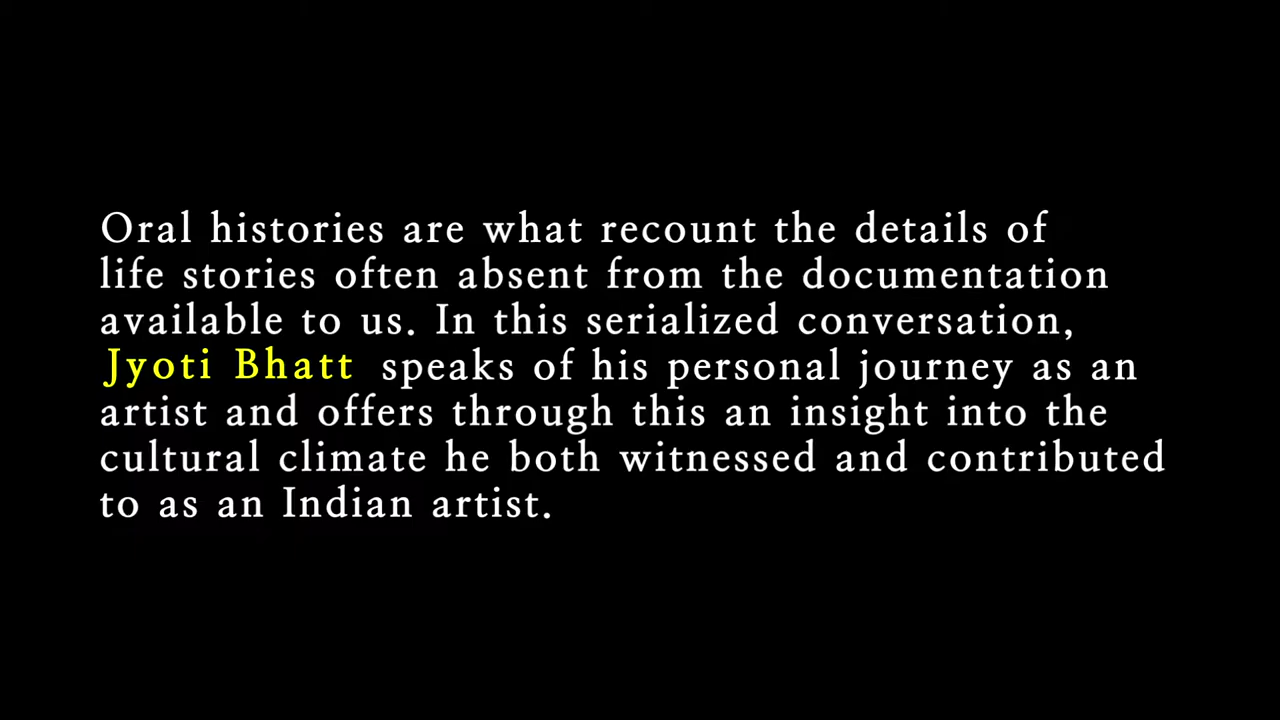 Oral histories are what recount the details of
life stories often absent from the documentation
available to us. In this serialized conversation,
Jyoti Bhatt speaks of his personal journey as an
artist and offers through this an insight into the
cultural climate he both witnessed and contributed
to as an Indian artist.